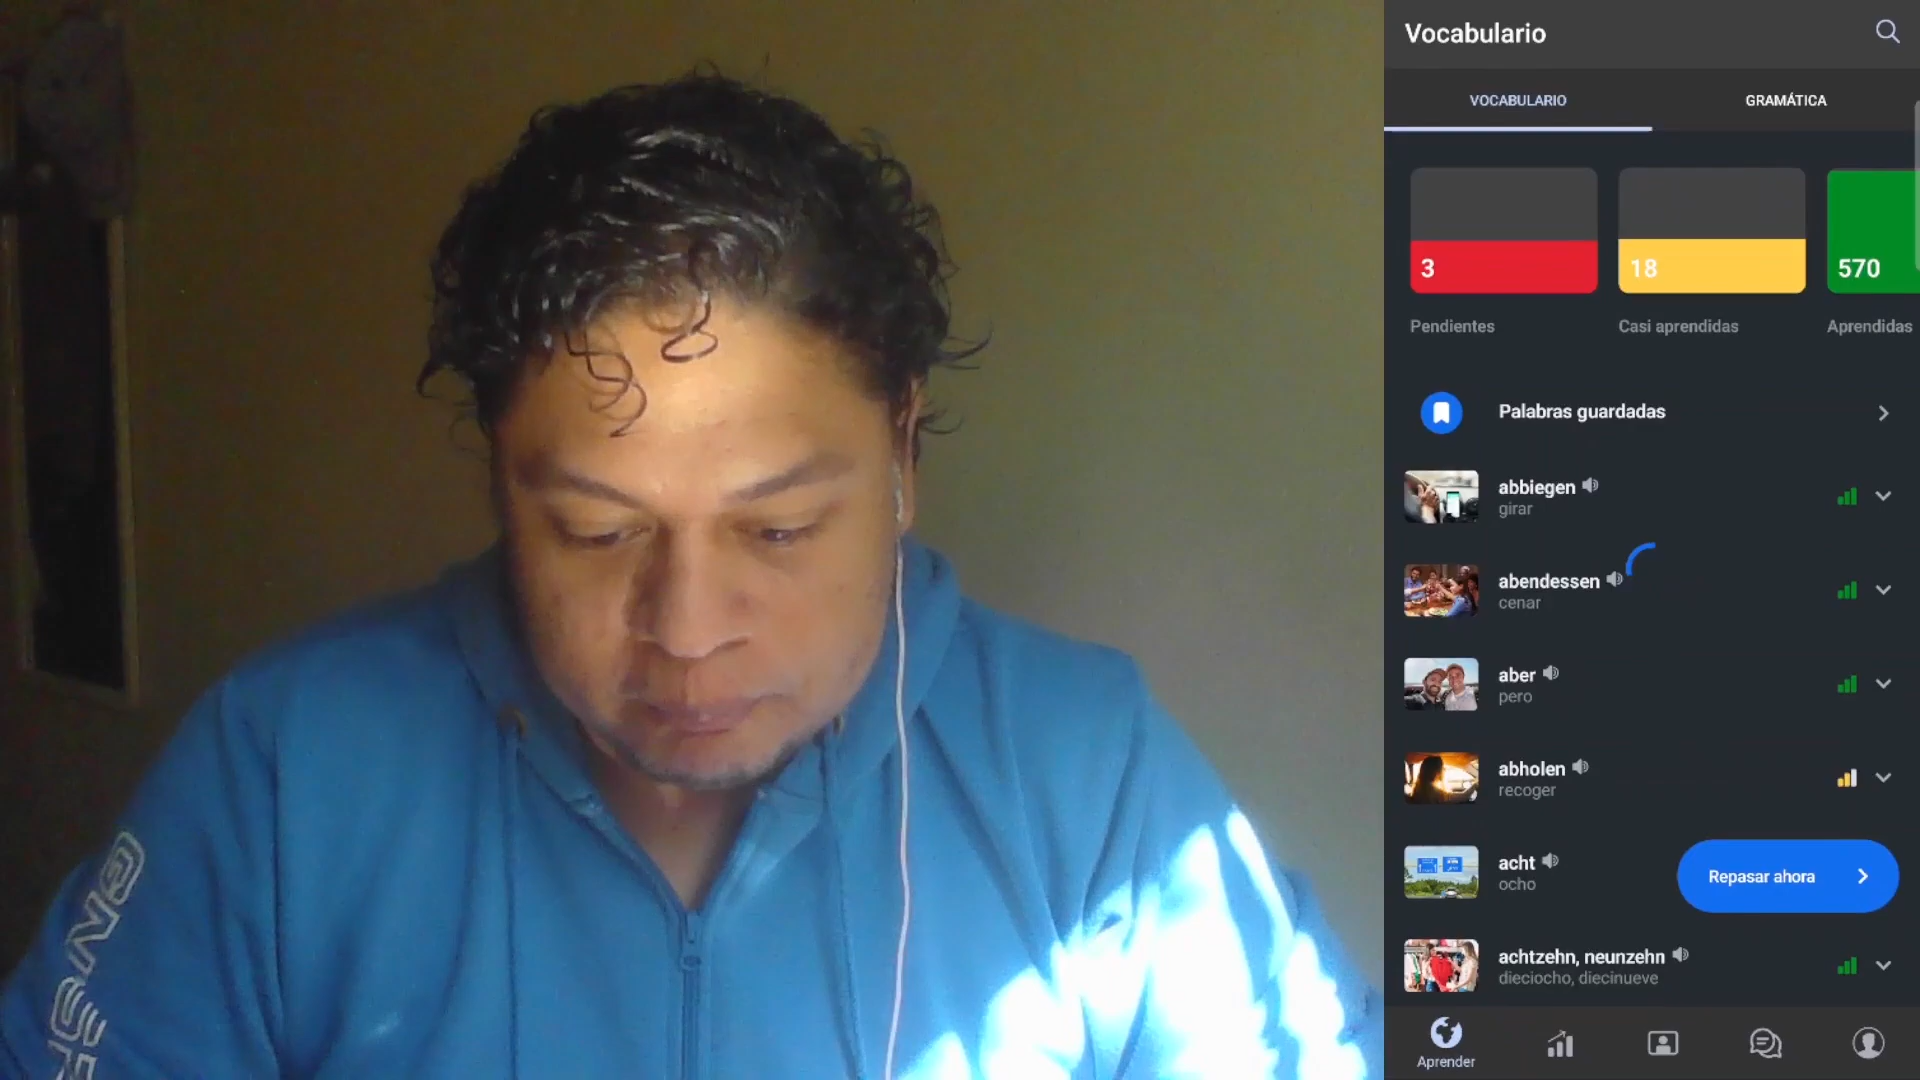 Vocabulario
VOCABULARIO
GRAMÁTICA
3
18
570
Pendientes
Casi aprendidas
Aprendidas
Palabras guardadas
abbiegen
girar
abendessen
cenar
aber
pero
abholen
recoger
acht
ocho
Repasar ahora
achtzehn, neunzehn
dieciocho, diecinueve
Aprender